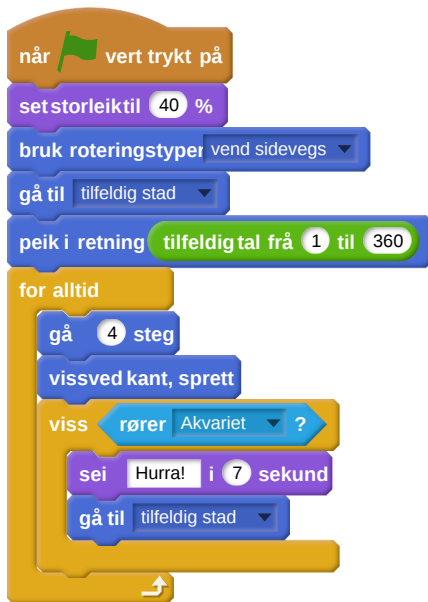 når vert trykt på
set storleik til 40 %
bruk roteringstypen vend sidevegs
gå til tilfeldig stad
peik i retning tilfeldig tal frå 1 til 360
for alltid
gå 4 steg
viss ved kant, sprett
viss rører Akvariet ?
sei Hurra! i 7 sekund
gå til tilfeldig stad